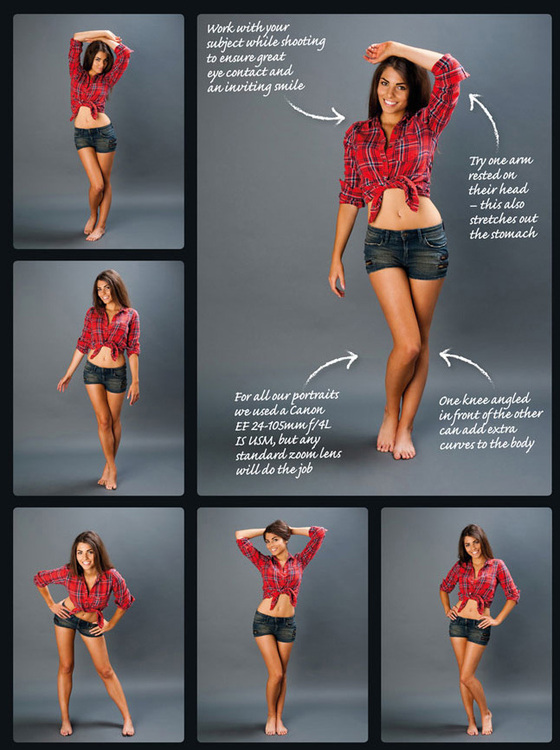 Work with your
subject while shooting
to ensure great
eye contact and
an inviting smile
Try one arm
rested on
their head
– this also
stretches out
the stomach
For all our portraits
we used a Canon
EF 24-105mm f/4L
IS USM, but any
standard zoom lens
will do the job
One knee angled
in front of the other
can add extra
curves to the body